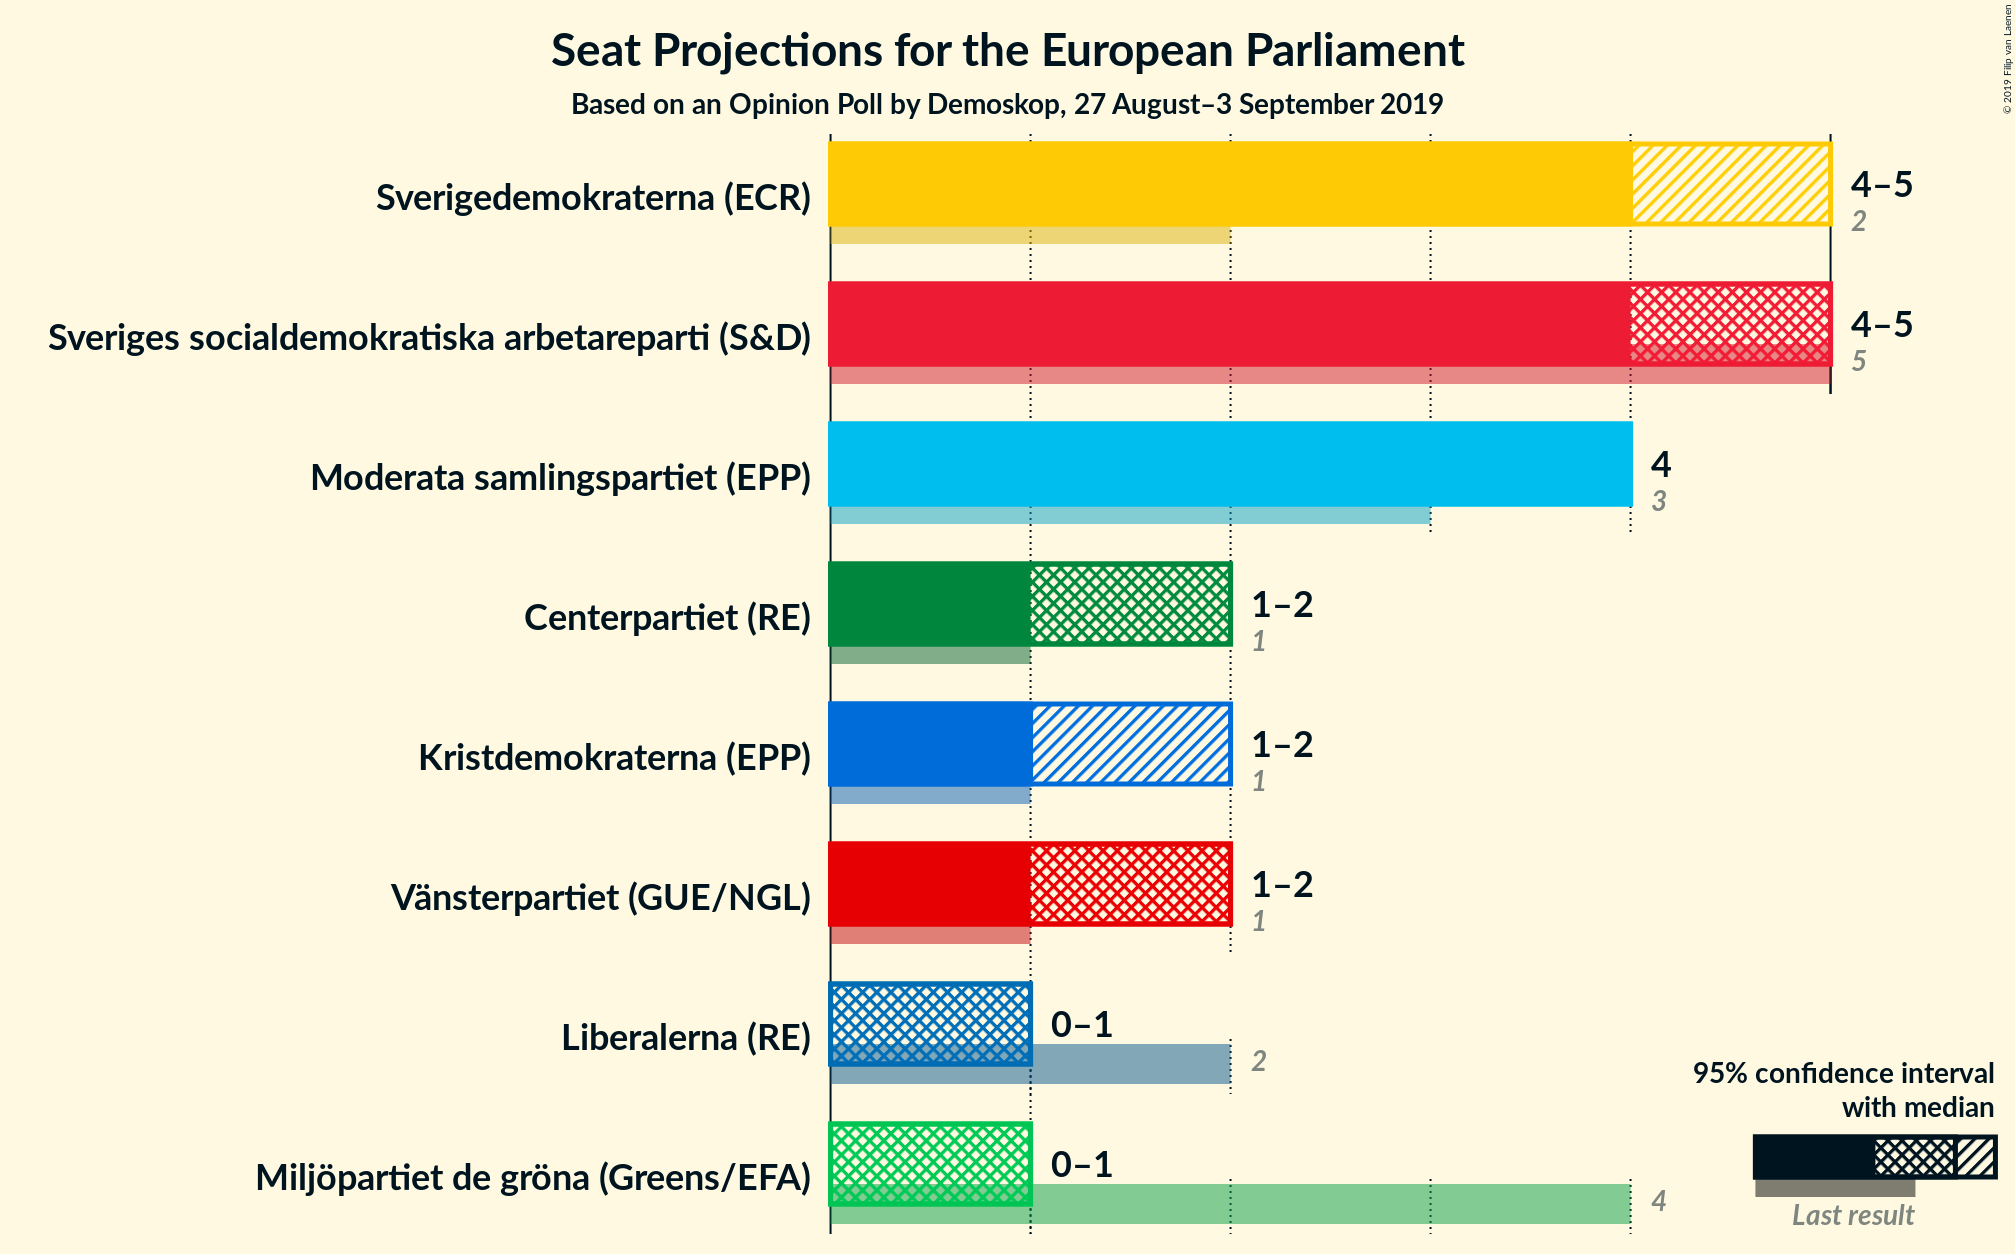 Seat Projections for the European Parliament
Based on an Opinion Poll by Demoskop, 27 August–3 September 2019
© 2019 Filip van Laenen
Sverigedemokraterna (ECR)
4–5
2
Sveriges socialdemokratiska arbetareparti (S&D)
4–5
5
Moderata samlingspartiet (EPP)
4
3
Centerpartiet (RE)
1–2
1
Kristdemokraterna (EPP)
1–2
1
Vänsterpartiet (GUE/NGL)
1–2
1
Liberalerna (RE)
0–1
2
Miljöpartiet de gröna (Greens/EFA)
0–1
4
95% confidence interval
with median
Last result